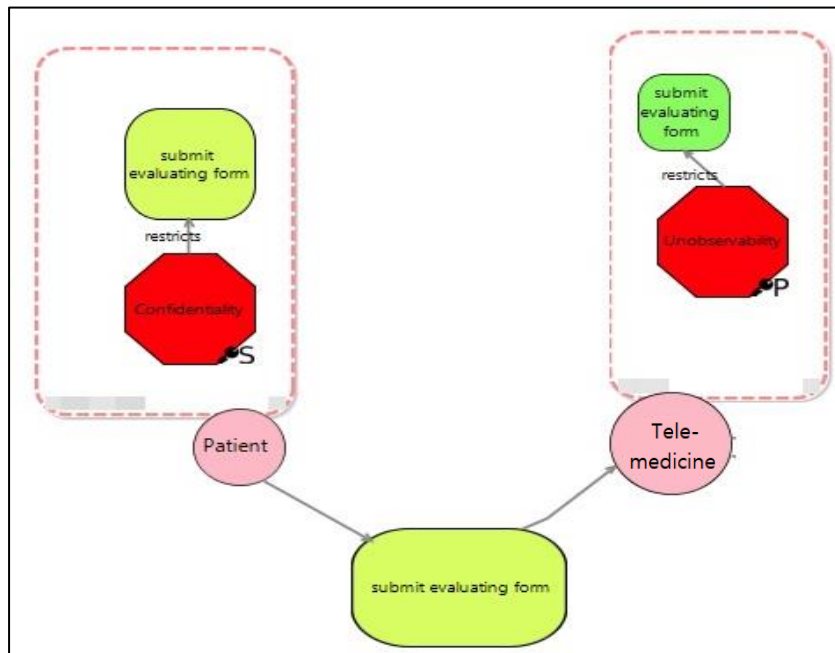 submit
evaluating form
restricts
Confidentiality
S
Patient
submit
evaluating
form
restricts
Unobservability
P
Tele-
medicine
submit evaluating form